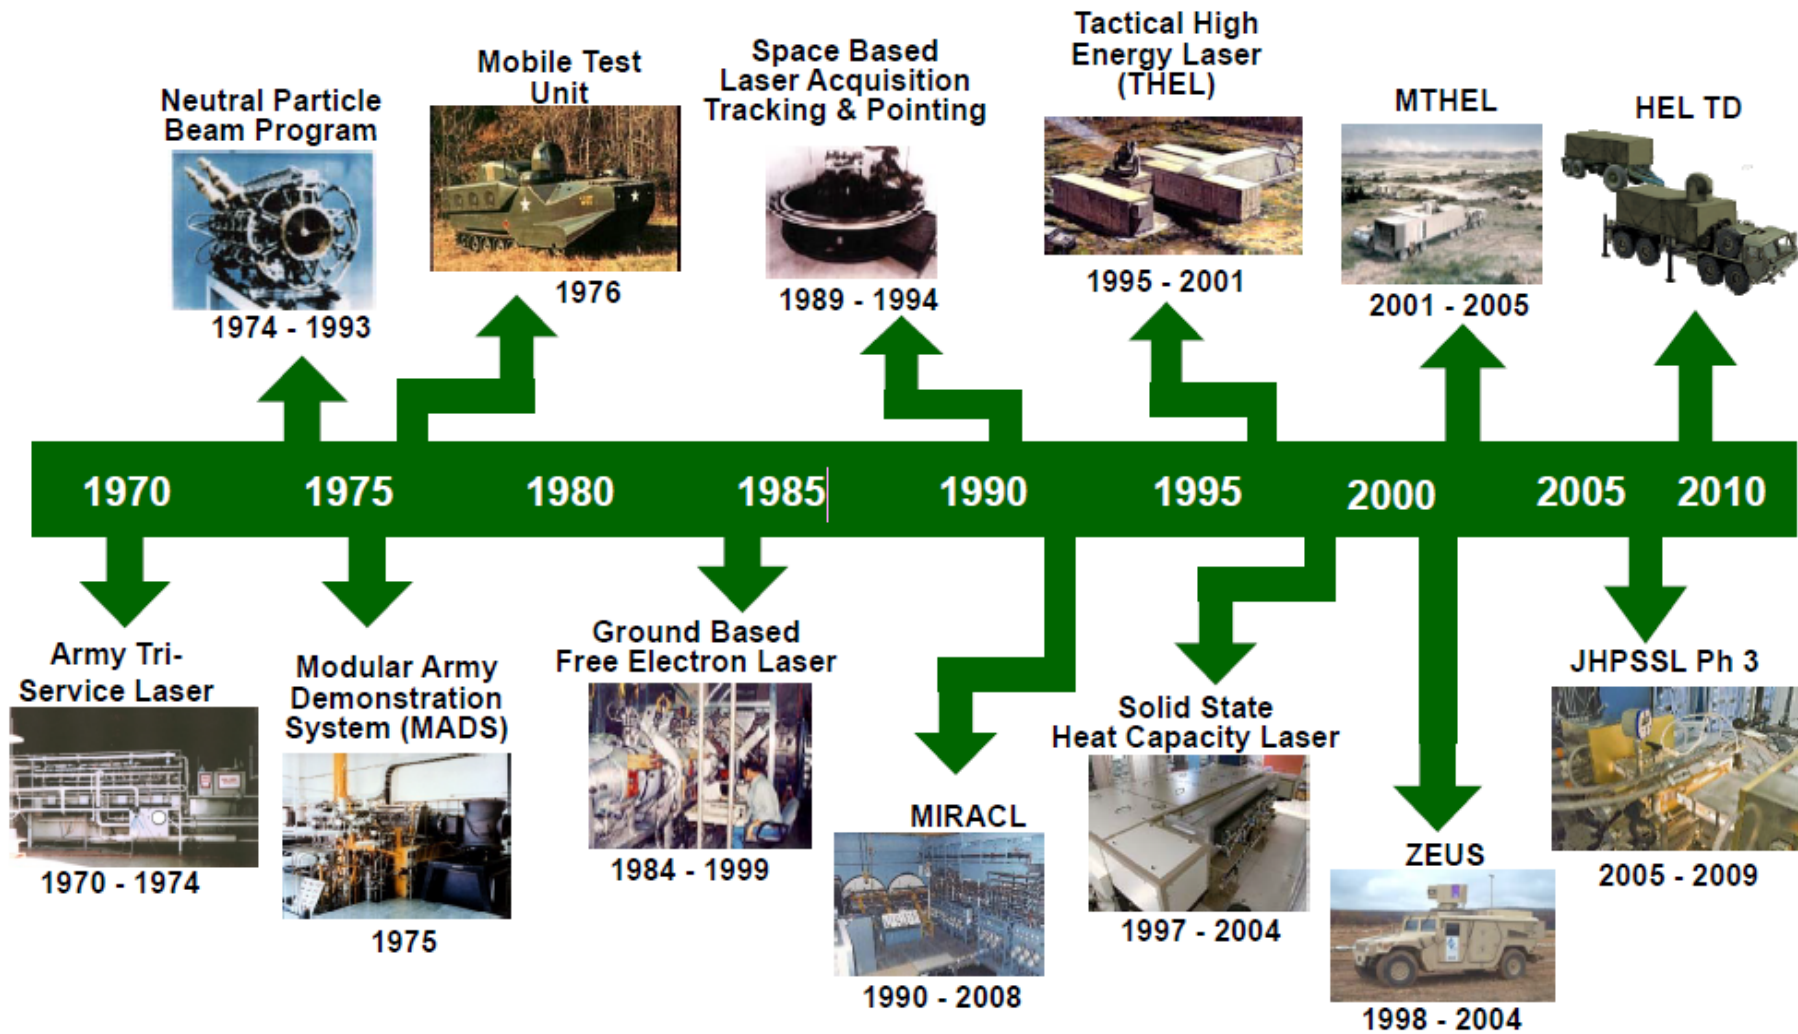 Neutral Particle
Beam Program
1974 - 1993
Mobile Test
Unit
1976
Space Based
Laser Acquisition
Tracking & Pointing
1989 - 1994
Tactical High
Energy Laser
(THEL)
1995 - 2001
MTHEL
2001 - 2005
HEL TD
1970 1975 1980 1985 1990 1995 2000 2005 2010
Army Tri-
Service Laser
1970 - 1974
Modular Army
Demonstration
System (MADS)
1975
Ground Based
Free Electron Laser
1984 - 1999
MIRACL
1990 - 2008
Solid State
Heat Capacity Laser
1997 - 2004
ZEUS
1998 - 2004
JHPSSL Ph 3
2005 - 2009